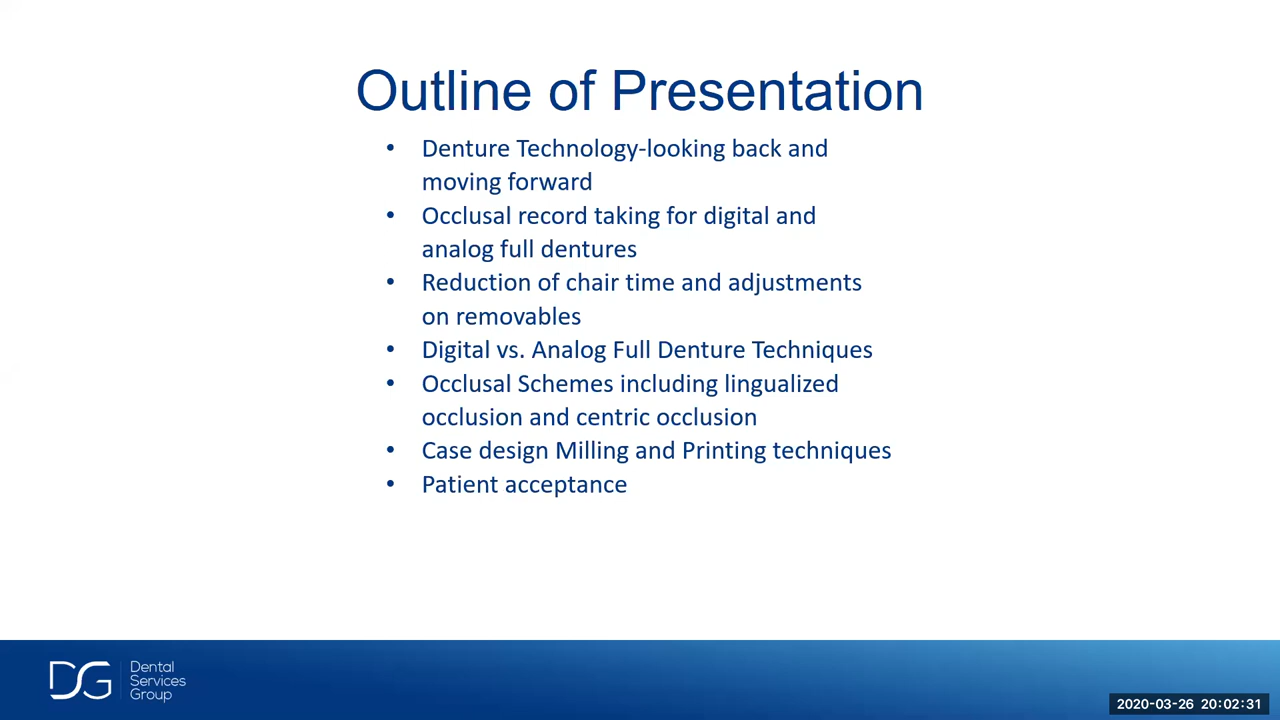 Outline of Presentation
• Denture Technology-looking back and
moving forward
• Occlusal record taking for digital and
analog full dentures
• Reduction of chair time and adjustments
on removables
• Digital vs. Analog Full Denture Techniques
• Occlusal Schemes including lingualized
occlusion and centric occlusion
• Case design Milling and Printing techniques
• Patient acceptance
DG
Dental
Services
Group
2020-03-26 20:02:31